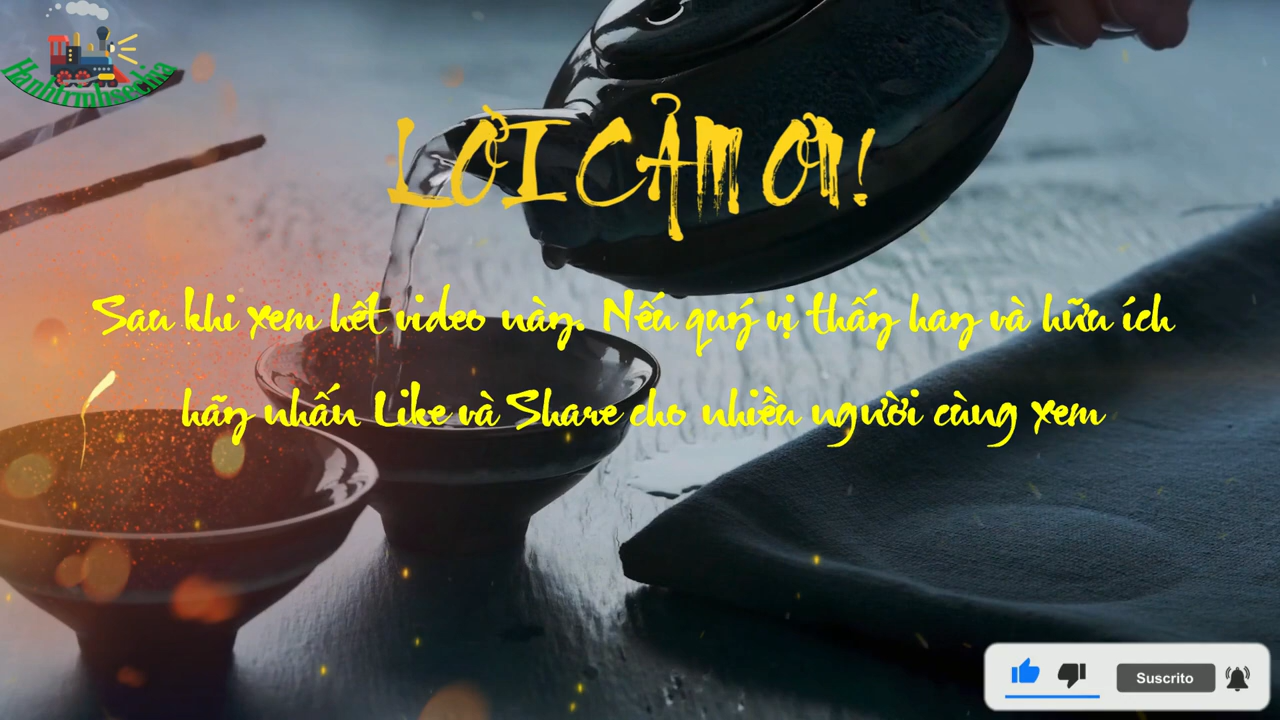 Hanhtrinhsechia
LỜI CẢM ƠN!
Sau khi xem hết video này. Nếu quý vị thấy hay và hữu ích
hãy nhấn Like và Share cho nhiều người cùng xem
Suscrito